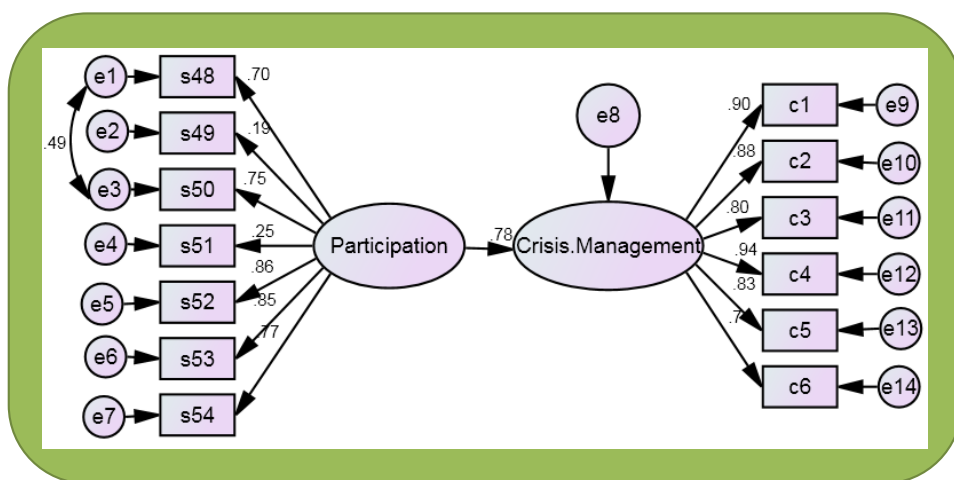 e1 s48 .70
e2 s49 .19
.49
e3 s50 .75
e4 s51 .25
e5 s52 .86
e6 s53 .85
e7 s54 .77
Participation
.78
Crisis.Management
e8
.90 c1 e9
.88 c2 e10
.80 c3 e11
.94 c4 e12
.83 c5 e13
c6 e14